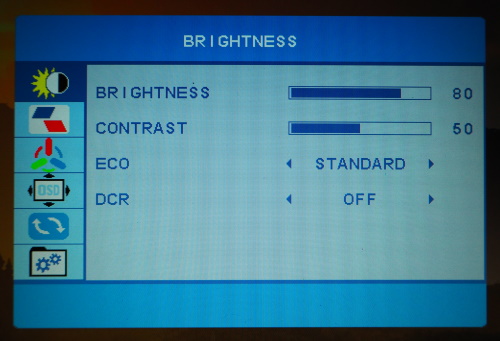 BRIGHTNESS
BRIGHTNESS 80
CONTRAST 50
ECO STANDARD
DCR OFF
OSD